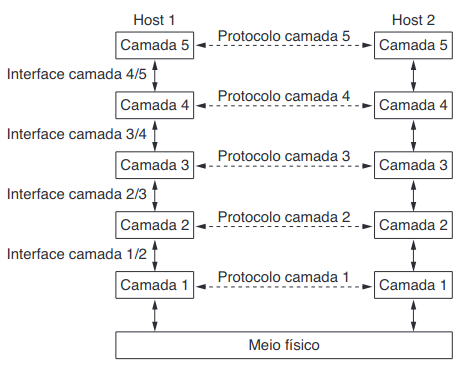 Host 1
Host 2
Camada 5
Protocolo camada 5
Camada 5
Interface camada 4/5
Camada 4
Protocolo camada 4
Camada 4
Interface camada 3/4
Camada 3
Protocolo camada 3
Camada 3
Interface camada 2/3
Camada 2
Protocolo camada 2
Camada 2
Interface camada 1/2
Camada 1
Protocolo camada 1
Camada 1
Meio físico